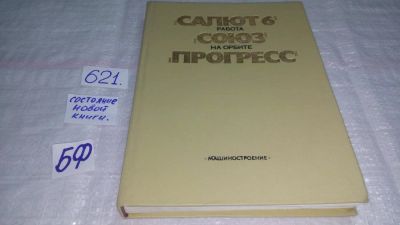 "САЛЮТ 6"
РАБОТА
"СОЮЗ"
НА ОРБИТЕ
"ПРОГРЕСС"
621.
состояние
новой
книги.
БФ
·МАШИНОСТРОЕНИЕ·